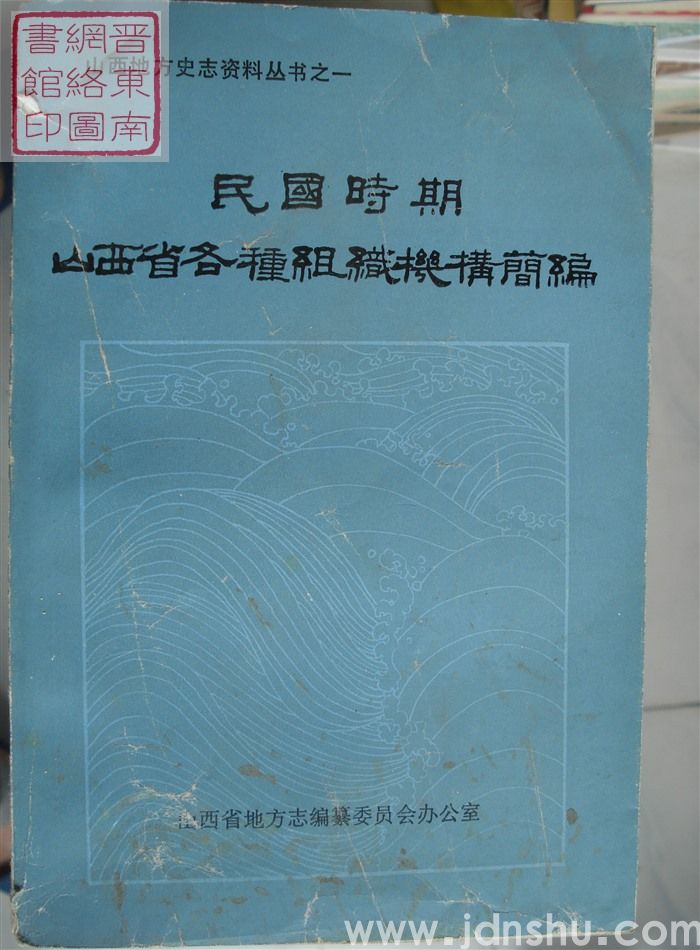 晋東南
網絡圖
書館印
山西地方史志资料丛书之一
民國時期
山西省各種組織機構簡編
山西省地方志编纂委员会办公室
www.jdnshu.com